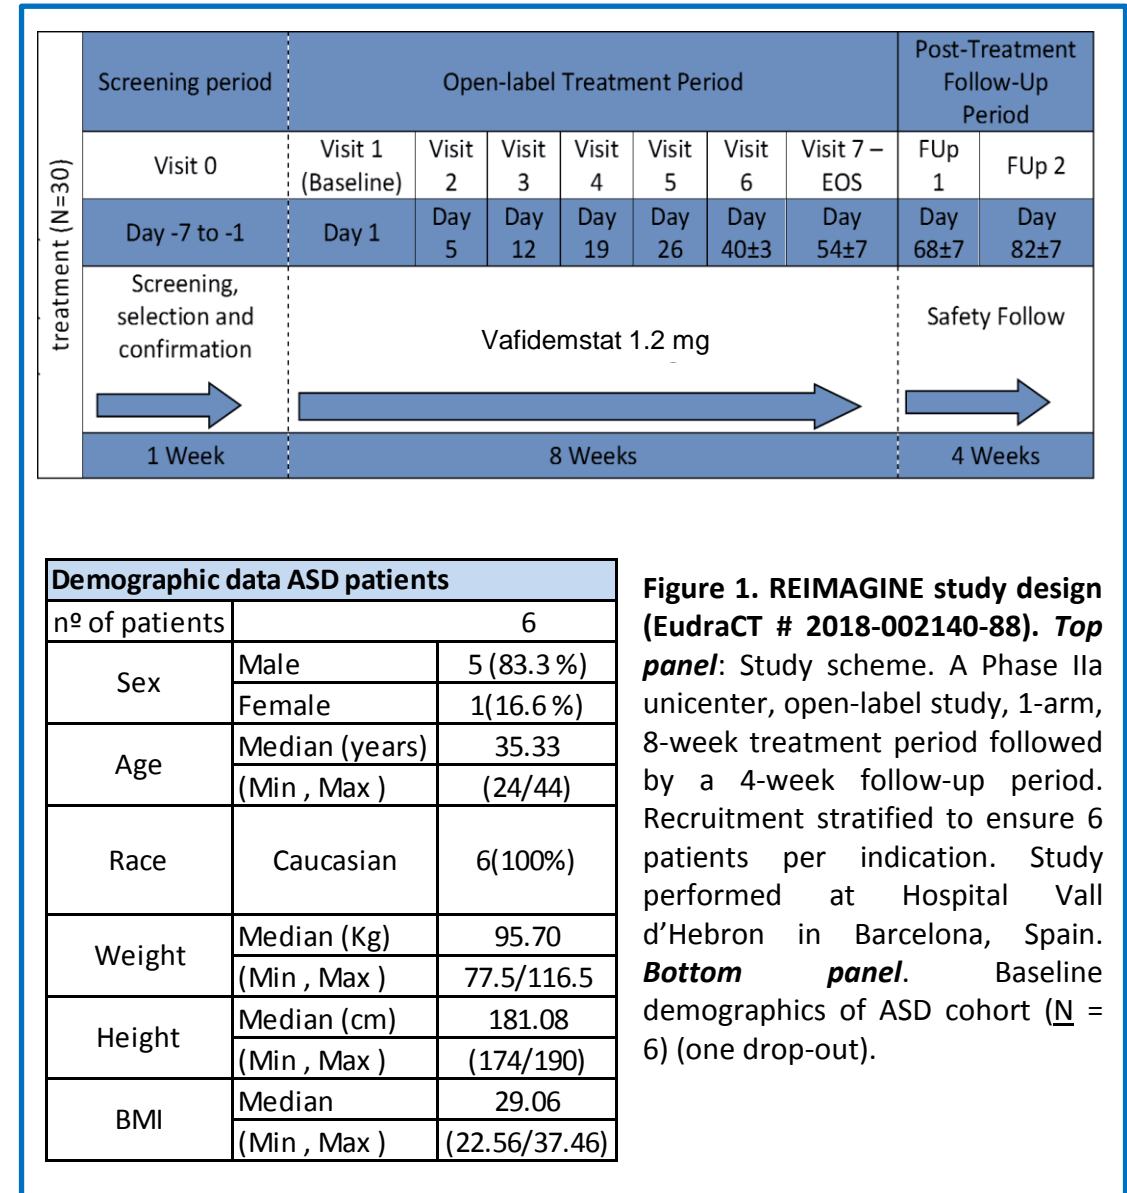 treatment (N=30)
Screening period
Open-label Treatment Period
Post-Treatment
Follow-Up
Period
Visit 0
Visit 1
(Baseline)
Visit
2
Visit
3
Visit
4
Visit
5
Visit
6
Visit 7 –
EOS
FUp
1
FUp 2
Day -7 to -1
Day 1
Day
5
Day
12
Day
19
Day
26
Day
40±3
Day
54±7
Day
68±7
Day
82±7
Screening,
selection and
confirmation
Vafidemstat 1.2 mg
Safety Follow
1 Week
8 Weeks
4 Weeks
Demographic data ASD patients
nº of patients 6
Sex
Male 5 (83.3 %)
Female 1(16.6 %)
Age
Median (years) 35.33
(Min , Max ) (24/44)
Race Caucasian 6(100%)
Weight
Median (Kg) 95.70
(Min , Max ) 77.5/116.5
Height
Median (cm) 181.08
(Min , Max ) (174/190)
BMI
Median 29.06
(Min , Max ) (22.56/37.46)
Figure 1. REIMAGINE study design
(EudraCT # 2018-002140-88). Top
panel: Study scheme. A Phase IIa
unicenter, open-label study, 1-arm,
8-week treatment period followed
by a 4-week follow-up period.
Recruitment stratified to ensure 6
patients per indication. Study
performed at Hospital Vall
d’Hebron in Barcelona, Spain.
Bottom panel. Baseline
demographics of ASD cohort (N =
6) (one drop-out).